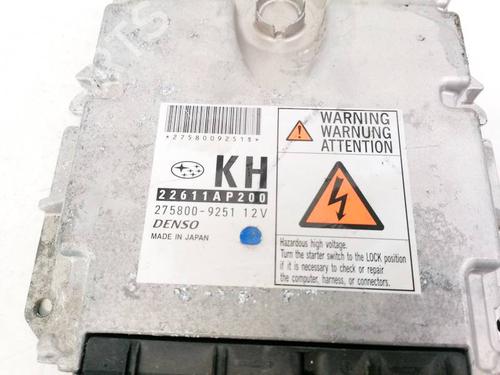 *2758009251*
KH
22611AP200
275800-9251 12V
DENSO
MADE IN JAPAN
WARNING
WARNUNG
ATTENTION
Hazardous high voltage.
Turn the starter switch to the LOCK position
if it is necessary to check or repair
the computer, harness, or connectors.